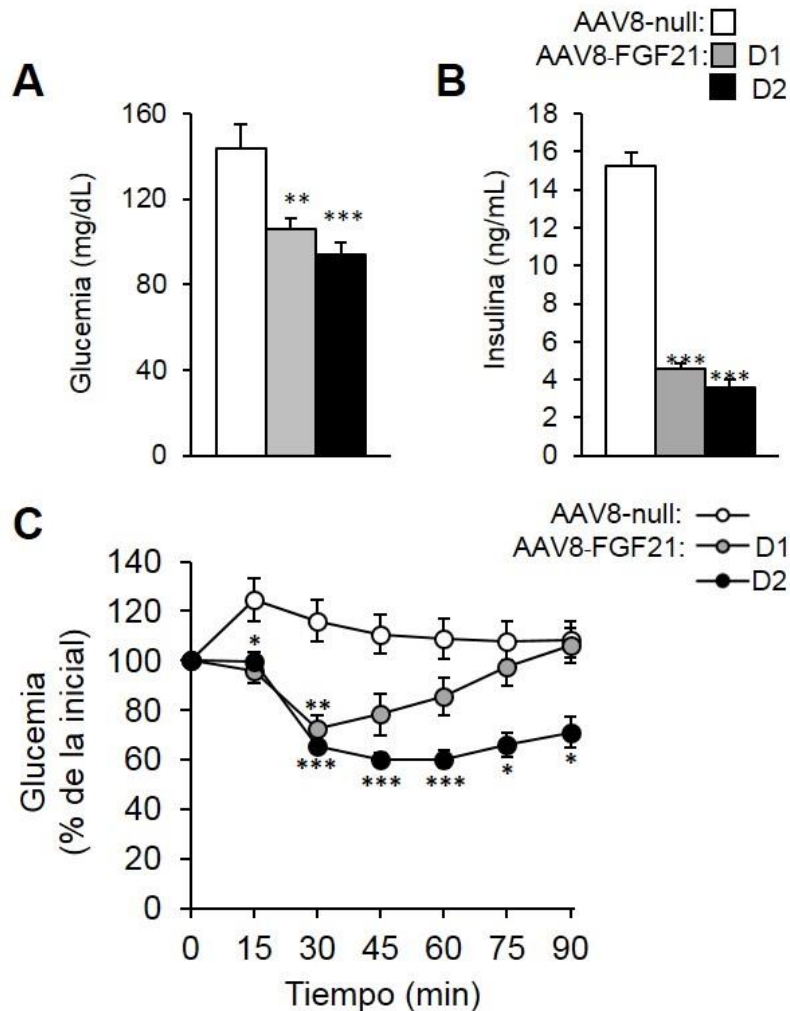 AAV8-null:
AAV8-FGF21: D1
D2
A
160
120
80
40
0
Glucemia (mg/dL)
**
***
B
18
16
14
12
10
8
6
4
2
0
Insulina (ng/mL)
***
***
C
AAV8-null:
AAV8-FGF21: D1
D2
140
120
100
80
60
40
20
0
Glucemia
(% de la inicial)
*
**
***
***
***
*
*
0 15 30 45 60 75 90
Tiempo (min)